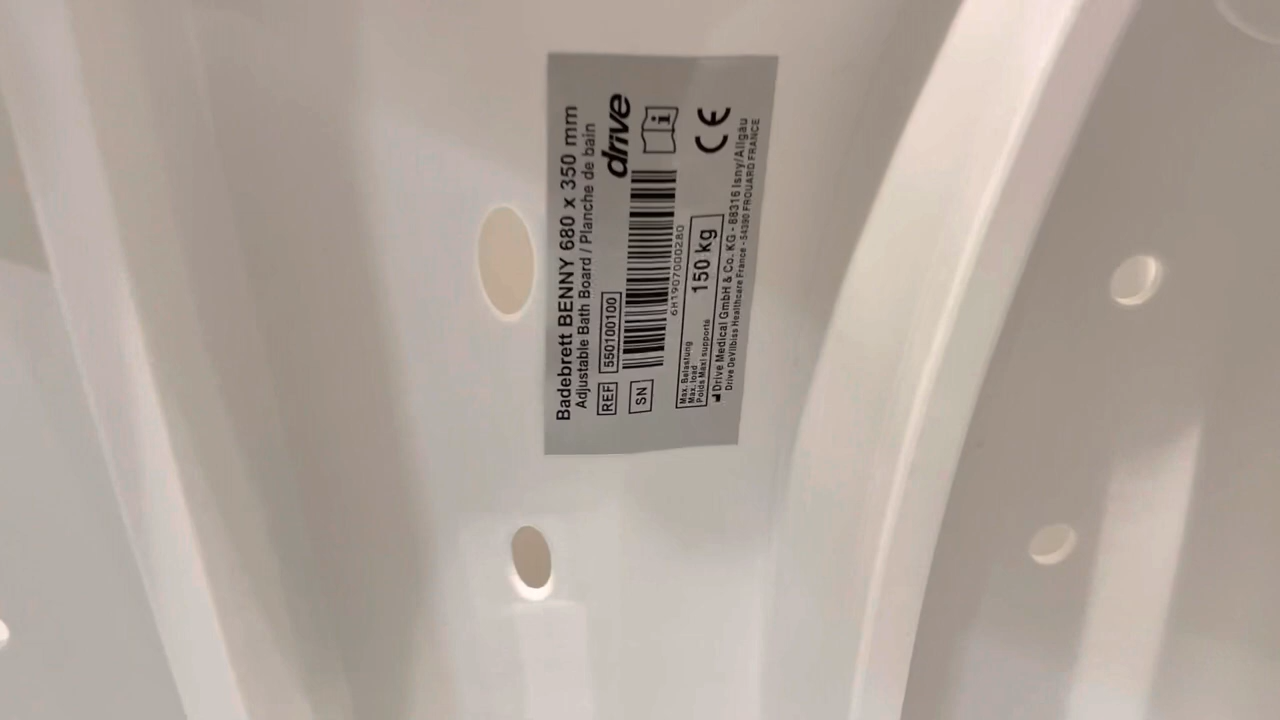 Badebrett BENNY 680 x 350 mm
Adjustable Bath Board / Planche de bain
REF 550100100
drive
SN
6H1907000280
Max. Belastung
Max. load
Poids Maxi supporté
150 kg
CE
Drive Medical GmbH & Co. KG - 88316 Isny/Allgäu
Drive DeVilbiss Healthcare France - 54390 FROUARD FRANCE